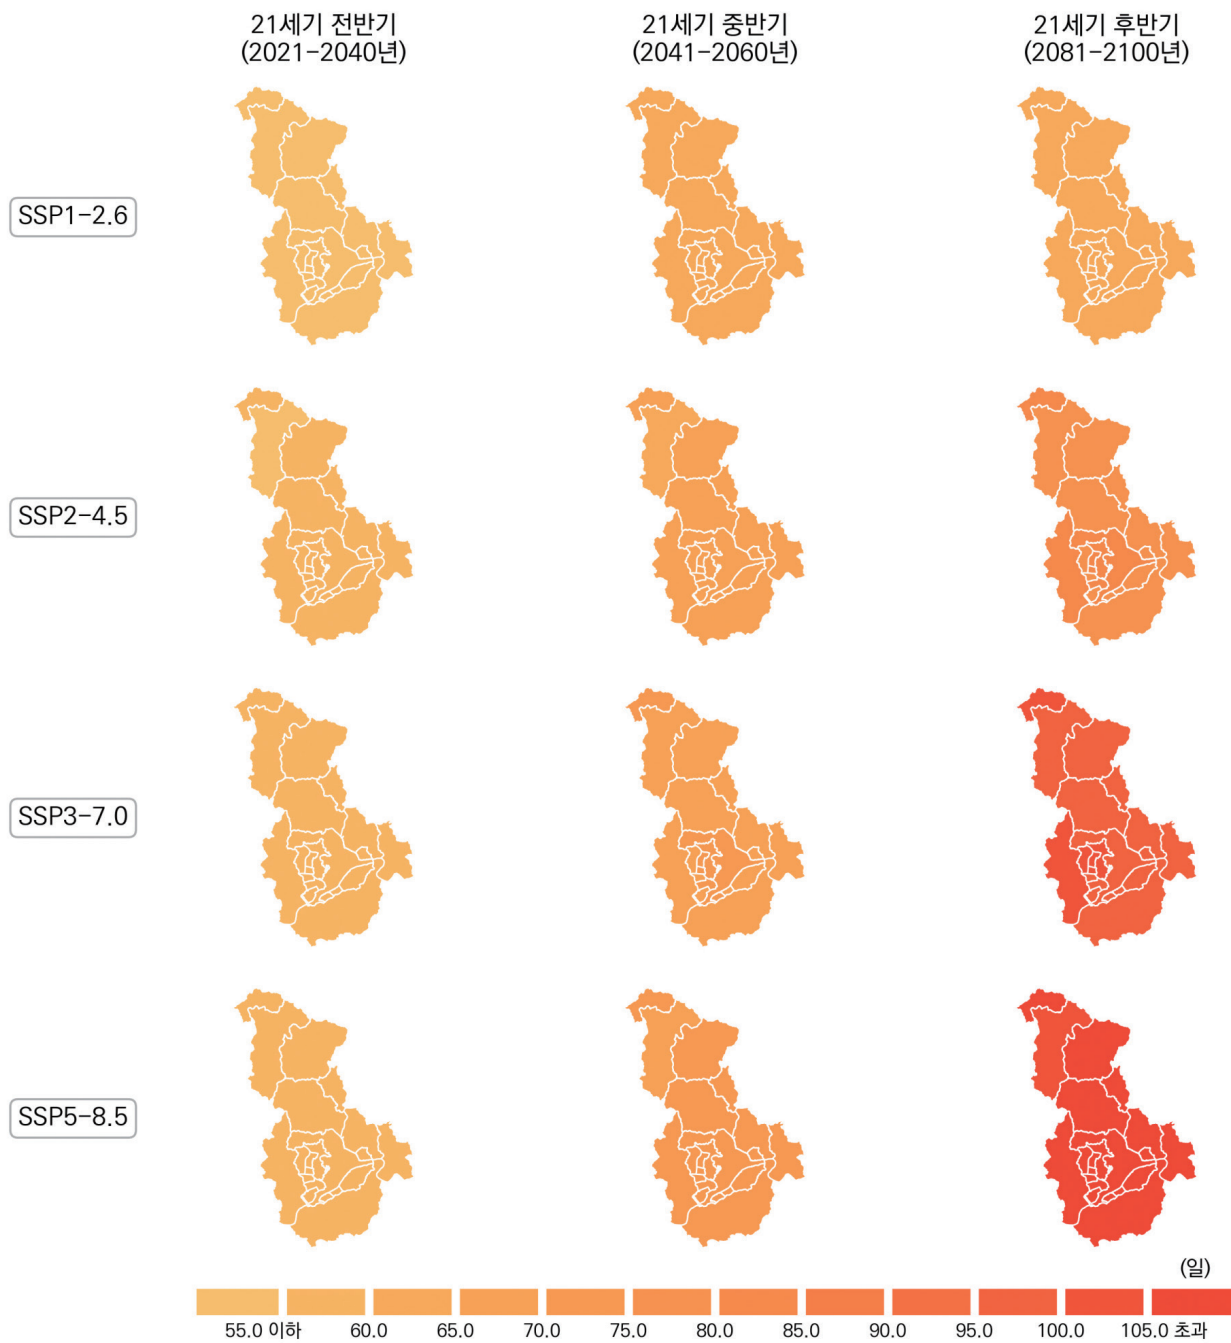 21세기 전반기
(2021-2040년)
21세기 중반기
(2041-2060년)
21세기 후반기
(2081-2100년)
SSP1-2.6
SSP2-4.5
SSP3-7.0
SSP5-8.5
(일)
55.0 이하 60.0 65.0 70.0 75.0 80.0 85.0 90.0 95.0 100.0 105.0 초과